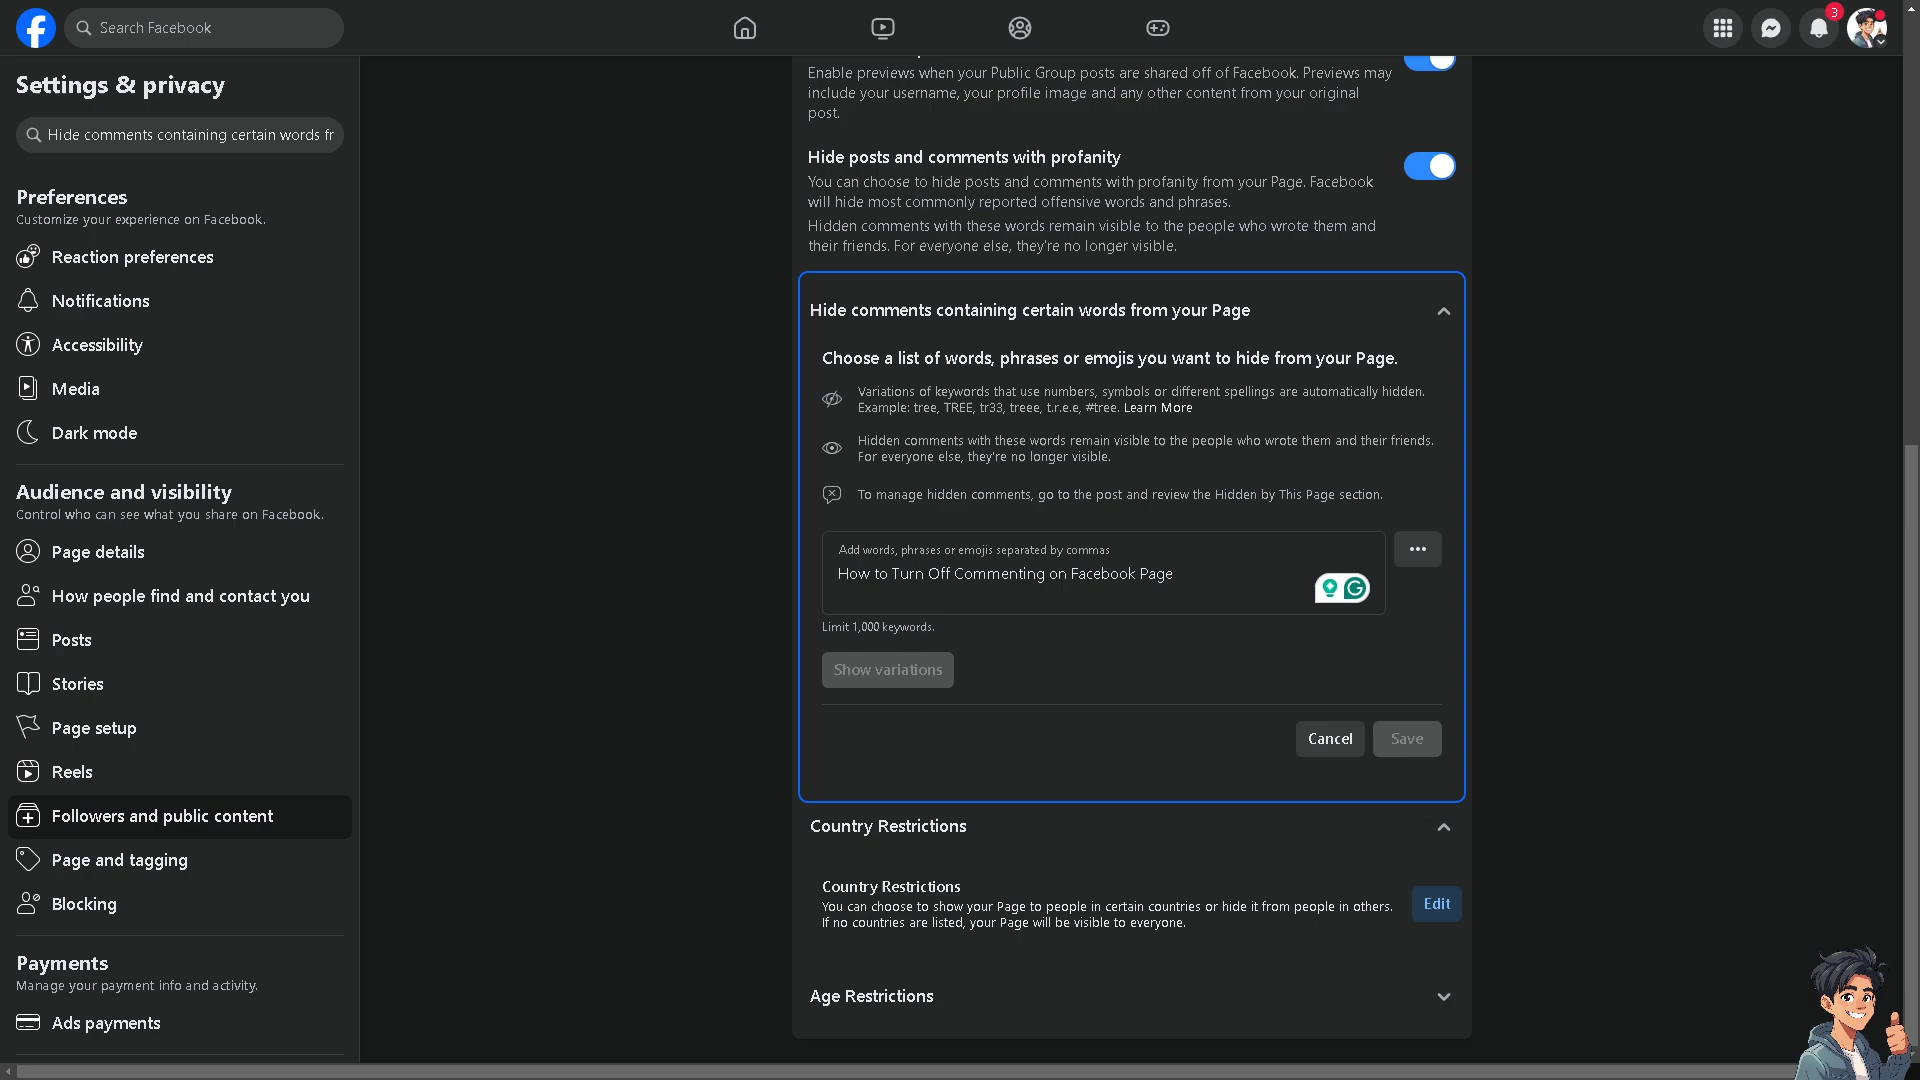 Search Facebook
3
Settings & privacy
Hide comments containing certain words fr
Preferences
Customize your experience on Facebook.
Reaction preferences
Notifications
Accessibility
Media
Dark mode
Audience and visibility
Control who can see what you share on Facebook.
Page details
How people find and contact you
Posts
Stories
Page setup
Reels
Followers and public content
Page and tagging
Blocking
Payments
Manage your payment info and activity.
Ads payments
Enable previews when your Public Group posts are shared off of Facebook. Previews may
include your username, your profile image and any other content from your original
post.
Hide posts and comments with profanity
You can choose to hide posts and comments with profanity from your Page. Facebook
will hide most commonly reported offensive words and phrases.
Hidden comments with these words remain visible to the people who wrote them and
their friends. For everyone else, they're no longer visible.
Hide comments containing certain words from your Page
Choose a list of words, phrases or emojis you want to hide from your Page.
Variations of keywords that use numbers, symbols or different spellings are automatically hidden.
Example: tree, TREE, tr33, treee, t.r.e.e, #tree. Learn More
Hidden comments with these words remain visible to the people who wrote them and their friends.
For everyone else, they're no longer visible.
To manage hidden comments, go to the post and review the Hidden by This Page section.
Add words, phrases or emojis separated by commas
How to Turn Off Commenting on Facebook Page
Limit 1,000 keywords.
Show variations
Cancel
Save
Country Restrictions
Country Restrictions
You can choose to show your Page to people in certain countries or hide it from people in others.
If no countries are listed, your Page will be visible to everyone.
Edit
Age Restrictions